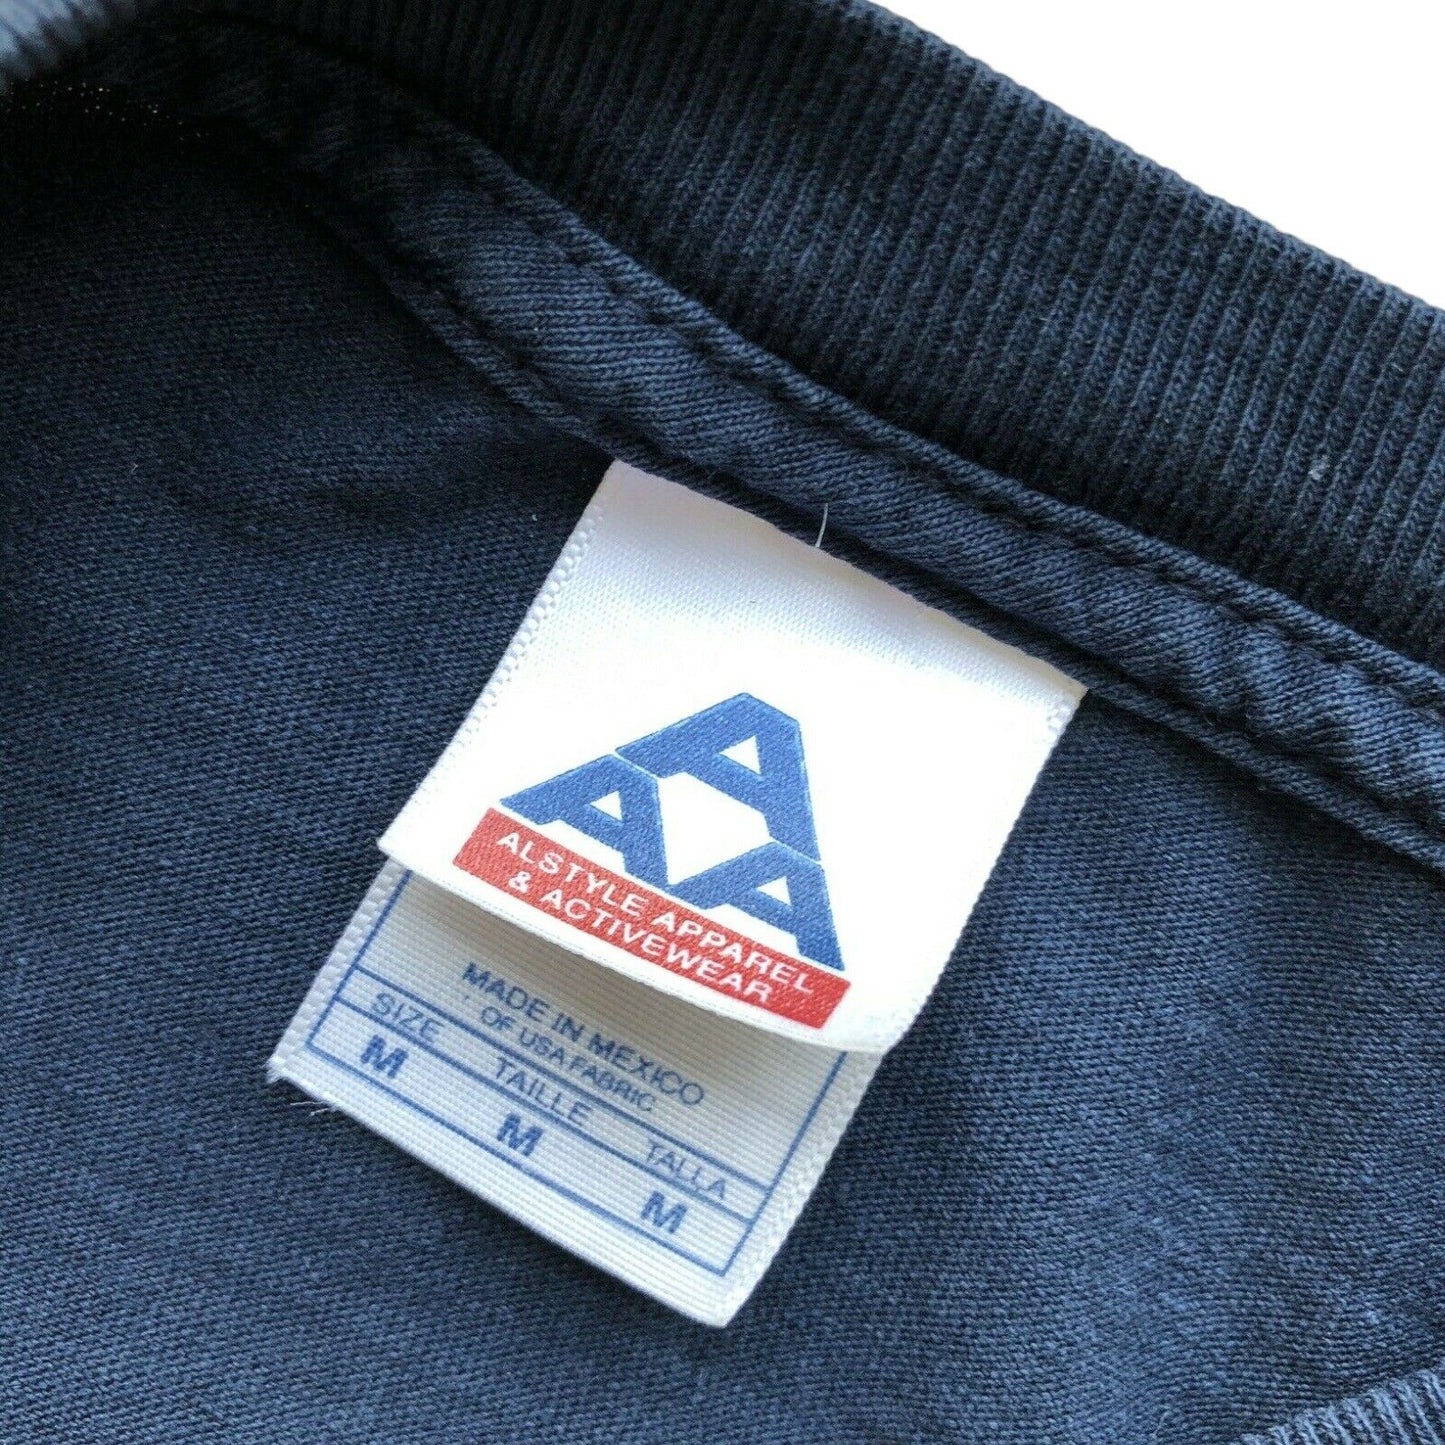 A
A A
ALSTYLE APPAREL
& ACTIVEWEAR
MADE IN MEXICO
OF USA FABRIC
SIZE TAILLE TALLA
M M M